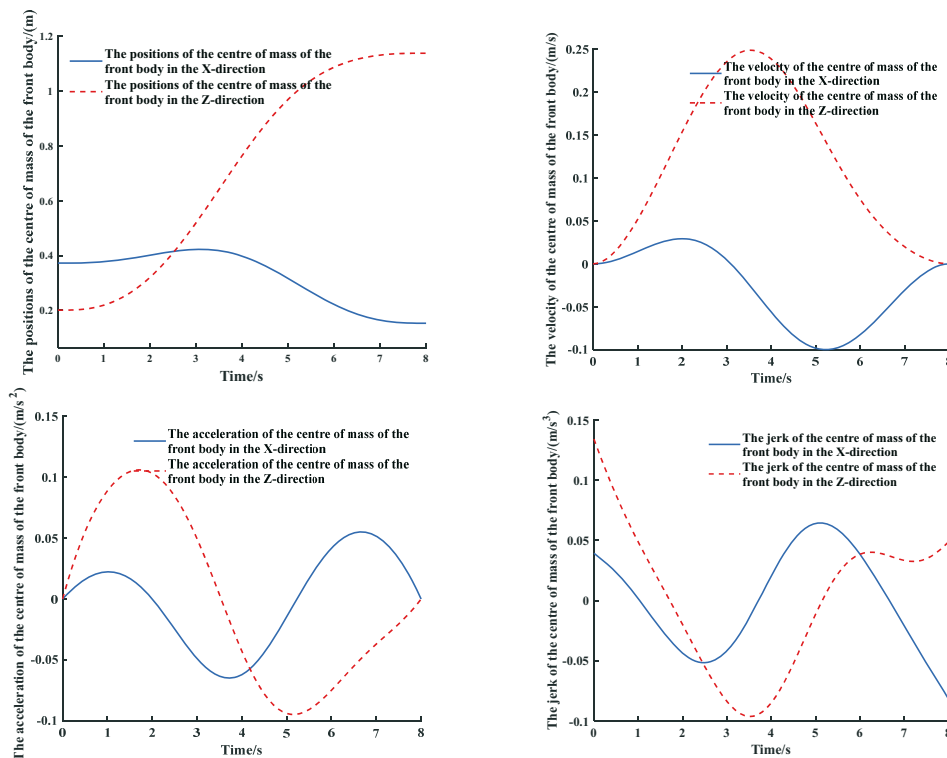 The positions of the centre of mass of the front body/(m)
1.2
1
0.8
0.6
0.4
0.2
The positions of the centre of mass of the
front body in the X-direction
The positions of the centre of mass of the
front body in the Z-direction
0 1 2 3 4 5 6 7 8
Time/s
The velocity of the centre of mass of the front body/(m/s)
0.25
0.2
0.15
0.1
0.05
0
-0.05
-0.1
The velocity of the centre of mass of the
front body in the X-direction
The velocity of the centre of mass of the
front body in the Z-direction
0 1 2 3 4 5 6 7 8
Time/s
The acceleration of the centre of mass of the front body/(m/s²)
0.15
0.1
0.05
0
-0.05
-0.1
The acceleration of the centre of mass of the
front body in the X-direction
The acceleration of the centre of mass of the
front body in the Z-direction
0 1 2 3 4 5 6 7 8
Time/s
The jerk of the centre of mass of the front body/(m/s³)
0.15
0.1
0.05
0
-0.05
-0.1
The jerk of the centre of mass of the
front body in the X-direction
The jerk of the centre of mass of the
front body in the Z-direction
0 1 2 3 4 5 6 7 8
Time/s